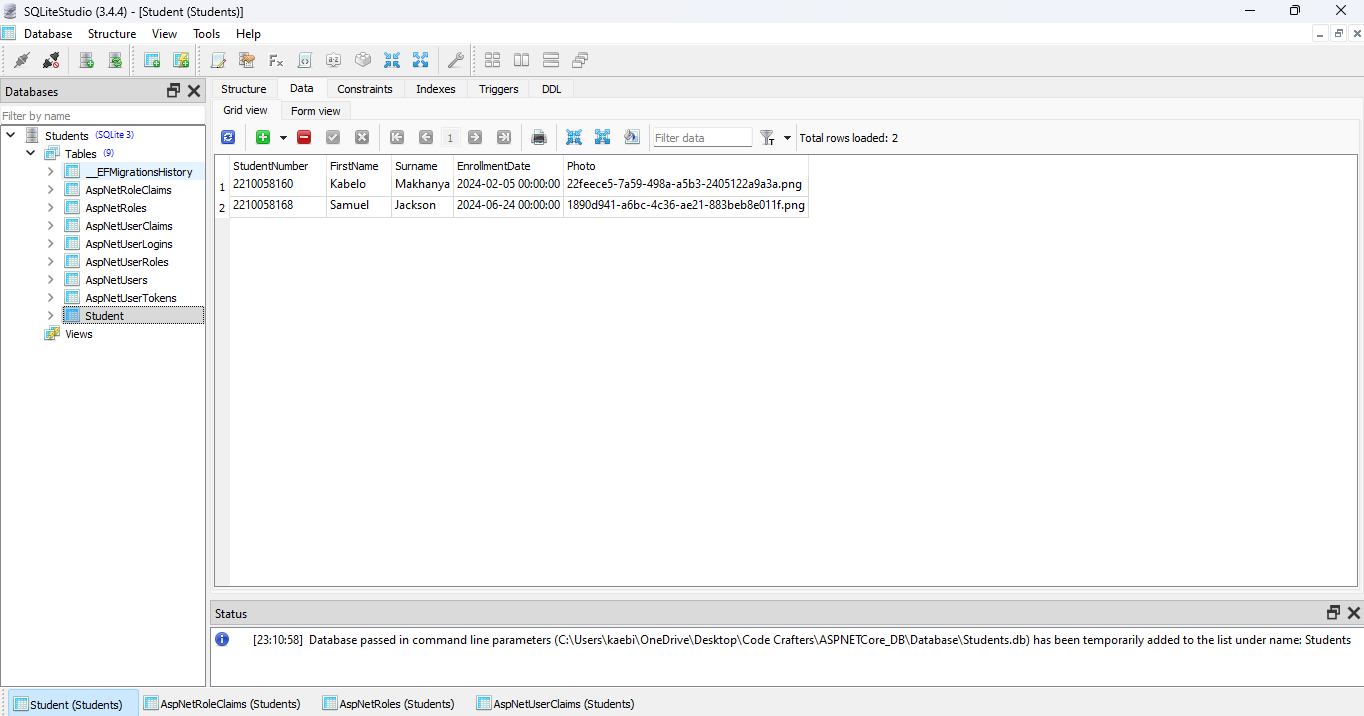 SQLiteStudio (3.4.4) - [Student (Students)]
Database Structure View Tools Help
Databases
Filter by name
Students (SQLite 3)
Tables (9)
__EFMigrationsHistory
AspNetRoleClaims
AspNetRoles
AspNetUserClaims
AspNetUserLogins
AspNetUserRoles
AspNetUsers
AspNetUserTokens
Student
Views
Structure Data Constraints Indexes Triggers DDL
Grid view Form view
1 Filter data Total rows loaded: 2
StudentNumber FirstName Surname EnrollmentDate Photo
1 2210058160 Kabelo Makhanya 2024-02-05 00:00:00 22feece5-7a59-498a-a5b3-2405122a9a3a.png
2 2210058168 Samuel Jackson 2024-06-24 00:00:00 1890d941-a6bc-4c36-ae21-883beb8e011f.png
Status
[23:10:58] Database passed in command line parameters (C:\Users\kaebi\OneDrive\Desktop\Code Crafters\ASPNETCore_DB\Database\Students.db) has been temporarily added to the list under name: Students
Student (Students) AspNetRoleClaims (Students) AspNetRoles (Students) AspNetUserClaims (Students)